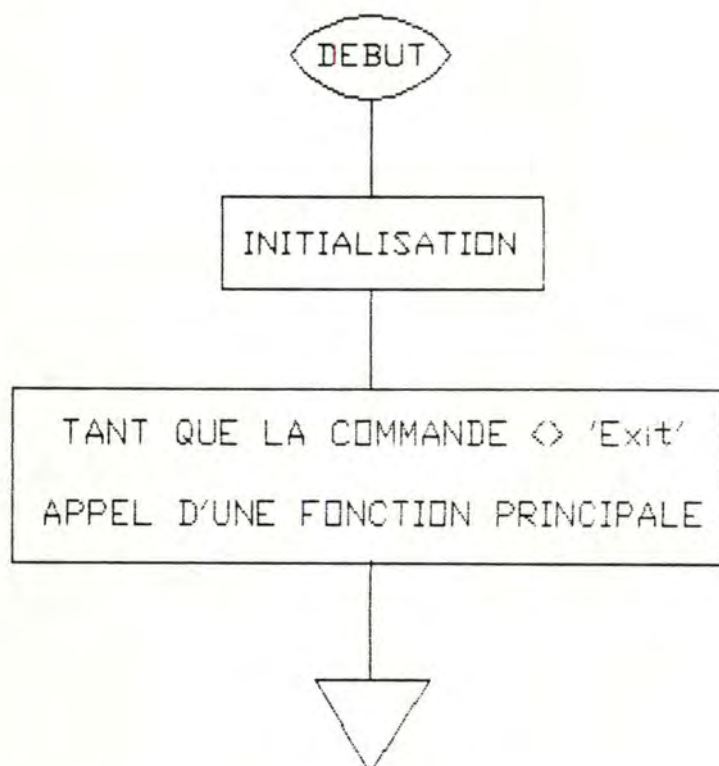 DEBUT
INITIALISATION
TANT QUE LA COMMANDE <> 'Exit'
APPEL D'UNE FONCTION PRINCIPALE